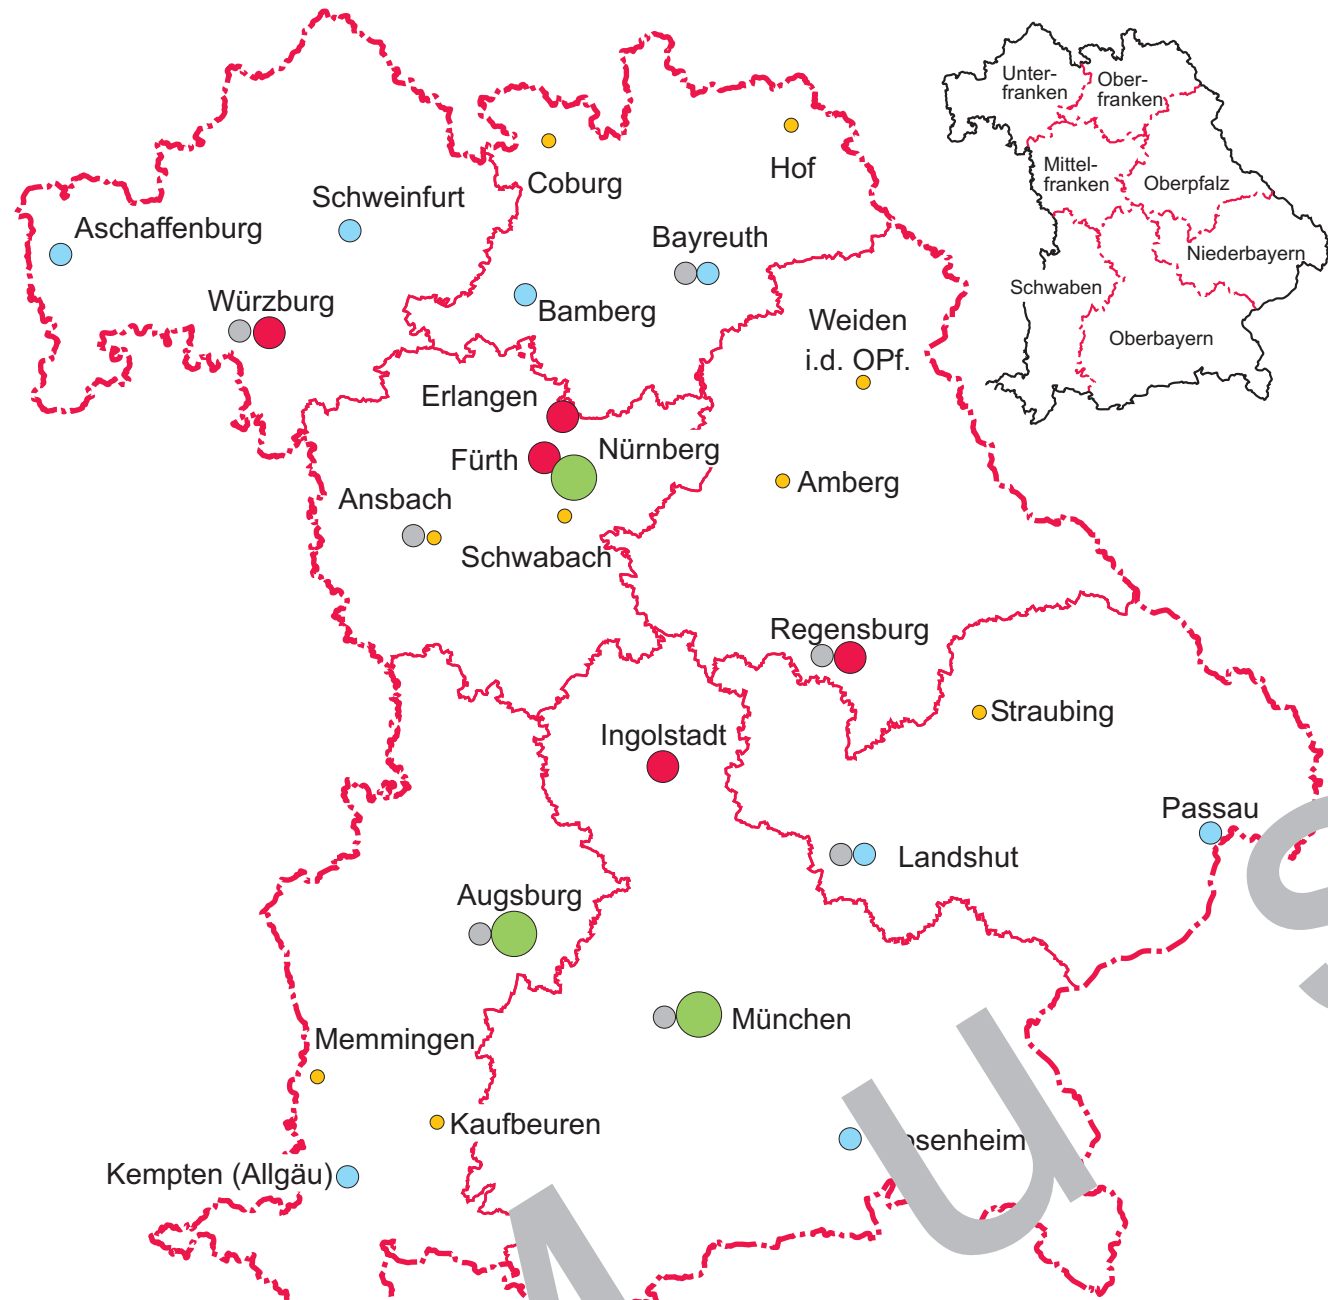 Unter-
franken
Ober-
franken
Mittel-
franken
Oberpfalz
Niederbayern
Schwaben
Oberbayern
Coburg
Hof
Schweinfurt
Aschaffenburg
Bayreuth
Würzburg
Bamberg
Weiden
i.d. OPf.
Erlangen
Fürth
Nürnberg
Ansbach
Amberg
Schwabach
Regensburg
Straubing
Ingolstadt
Passau
Landshut
Augsburg
München
Memmingen
Kaufbeuren
Kempten (Allgäu)
osenheim